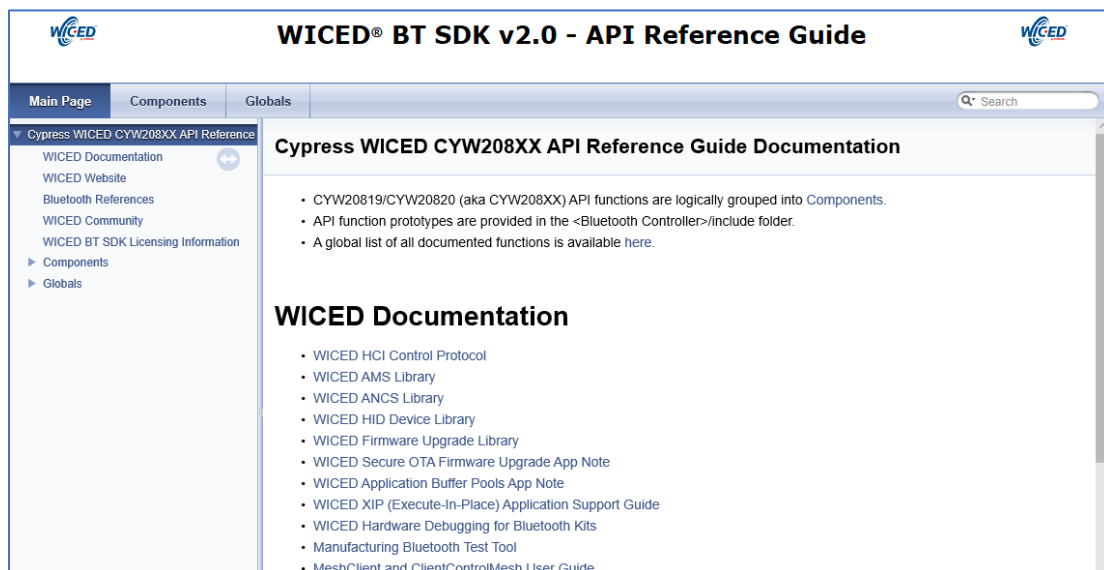 WICED
WICED® BT SDK v2.0 - API Reference Guide
WICED
Main Page
Components
Globals
Search
Cypress WICED CYW208XX API Reference
WICED Documentation
WICED Website
Bluetooth References
WICED Community
WICED BT SDK Licensing Information
Components
Globals
Cypress WICED CYW208XX API Reference Guide Documentation
• CYW20819/CYW20820 (aka CYW208XX) API functions are logically grouped into Components.
• API function prototypes are provided in the <Bluetooth Controller>/include folder.
• A global list of all documented functions is available here.
WICED Documentation
• WICED HCI Control Protocol
• WICED AMS Library
• WICED ANCS Library
• WICED HID Device Library
• WICED Firmware Upgrade Library
• WICED Secure OTA Firmware Upgrade App Note
• WICED Application Buffer Pools App Note
• WICED XIP (Execute-In-Place) Application Support Guide
• WICED Hardware Debugging for Bluetooth Kits
• Manufacturing Bluetooth Test Tool
• MeshClient and ClientControlMesh User Guide